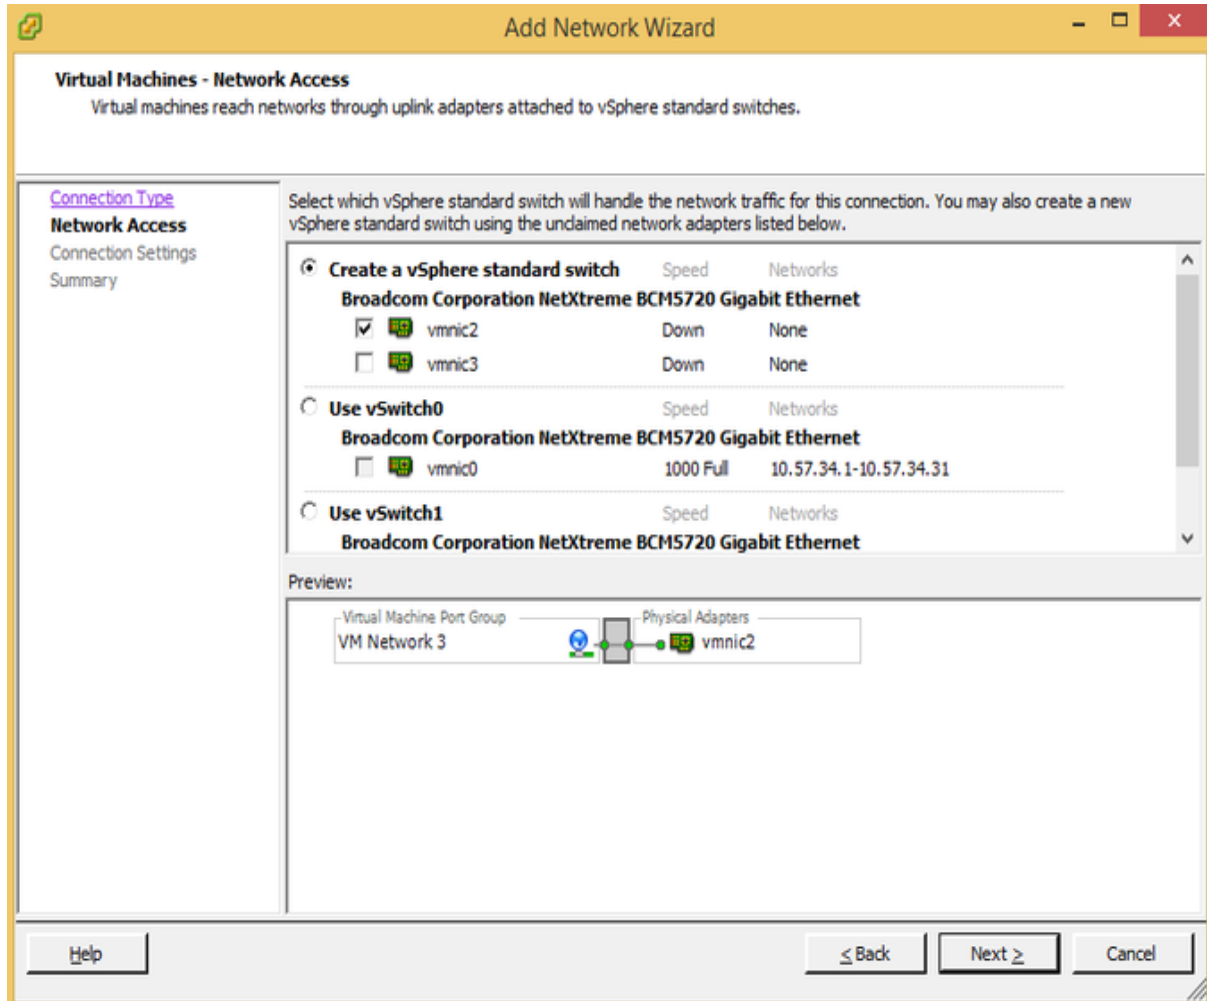 Add Network Wizard
Virtual Machines - Network Access
Virtual machines reach networks through uplink adapters attached to vSphere standard switches.
Connection Type
Network Access
Connection Settings
Summary
Select which vSphere standard switch will handle the network traffic for this connection. You may also create a new
vSphere standard switch using the unclaimed network adapters listed below.
Create a vSphere standard switch Speed Networks
Broadcom Corporation NetXtreme BCM5720 Gigabit Ethernet
vmnic2 Down None
vmnic3 Down None
Use vSwitch0 Speed Networks
Broadcom Corporation NetXtreme BCM5720 Gigabit Ethernet
vmnic0 1000 Full 10.57.34.1-10.57.34.31
Use vSwitch1 Speed Networks
Broadcom Corporation NetXtreme BCM5720 Gigabit Ethernet
Preview:
Virtual Machine Port Group Physical Adapters
VM Network 3 vmnic2
Help < Back Next > Cancel